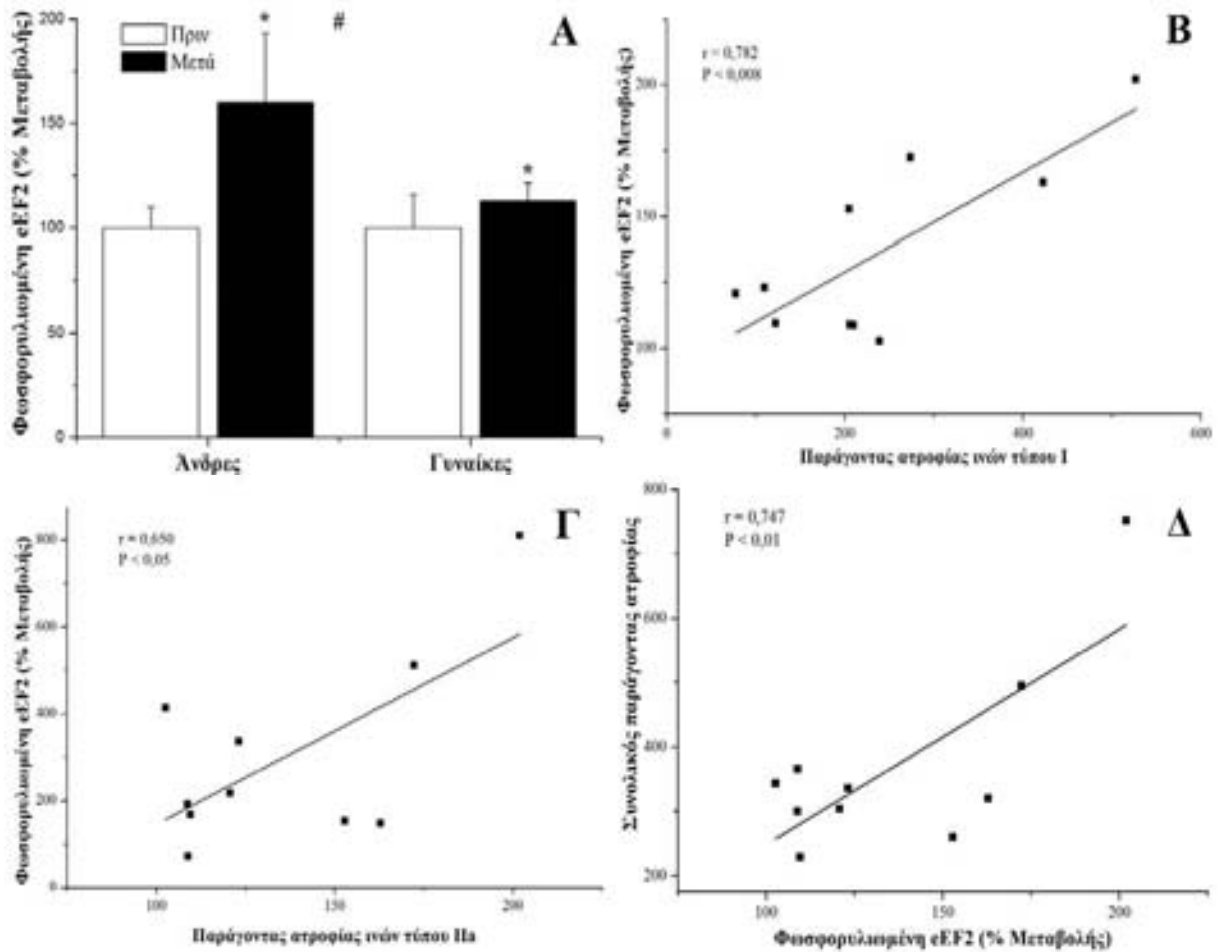 Φωσφορυλιωμένη eEF2 (% Μεταβολής)
200
150
100
50
0
Πριν
Μετά
*
#
*
Α
Άνδρες
Γυναίκες
Φωσφορυλιωμένη eEF2 (% Μεταβολής)
200
150
100
r = 0,782
P < 0,008
Β
0
200
400
600
Παράγοντας ατροφίας ινών τύπου I
Φωσφορυλιωμένη eEF2 (% Μεταβολής)
800
600
400
200
0
r = 0,650
P < 0,05
Γ
100
150
200
Παράγοντας ατροφίας ινών τύπου IIa
Συνολικός παράγοντας ατροφίας
800
600
400
200
r = 0,747
P < 0,01
Δ
100
150
200
Φωσφορυλιωμένη eEF2 (% Μεταβολής)